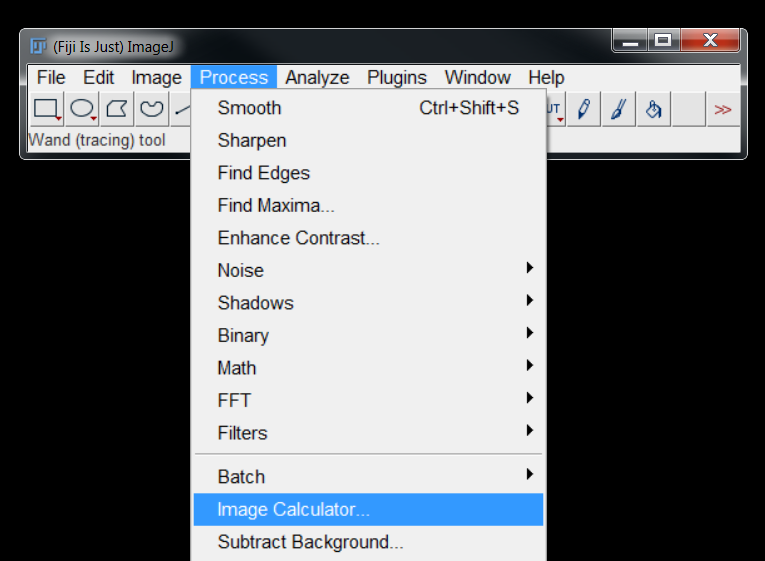 (Fiji Is Just) ImageJ
File Edit Image Process Analyze Plugins Window Help
Wand (tracing) tool
Smooth Ctrl+Shift+S
Sharpen
Find Edges
Find Maxima...
Enhance Contrast...
Noise
Shadows
Binary
Math
FFT
Filters
Batch
Image Calculator...
Subtract Background...